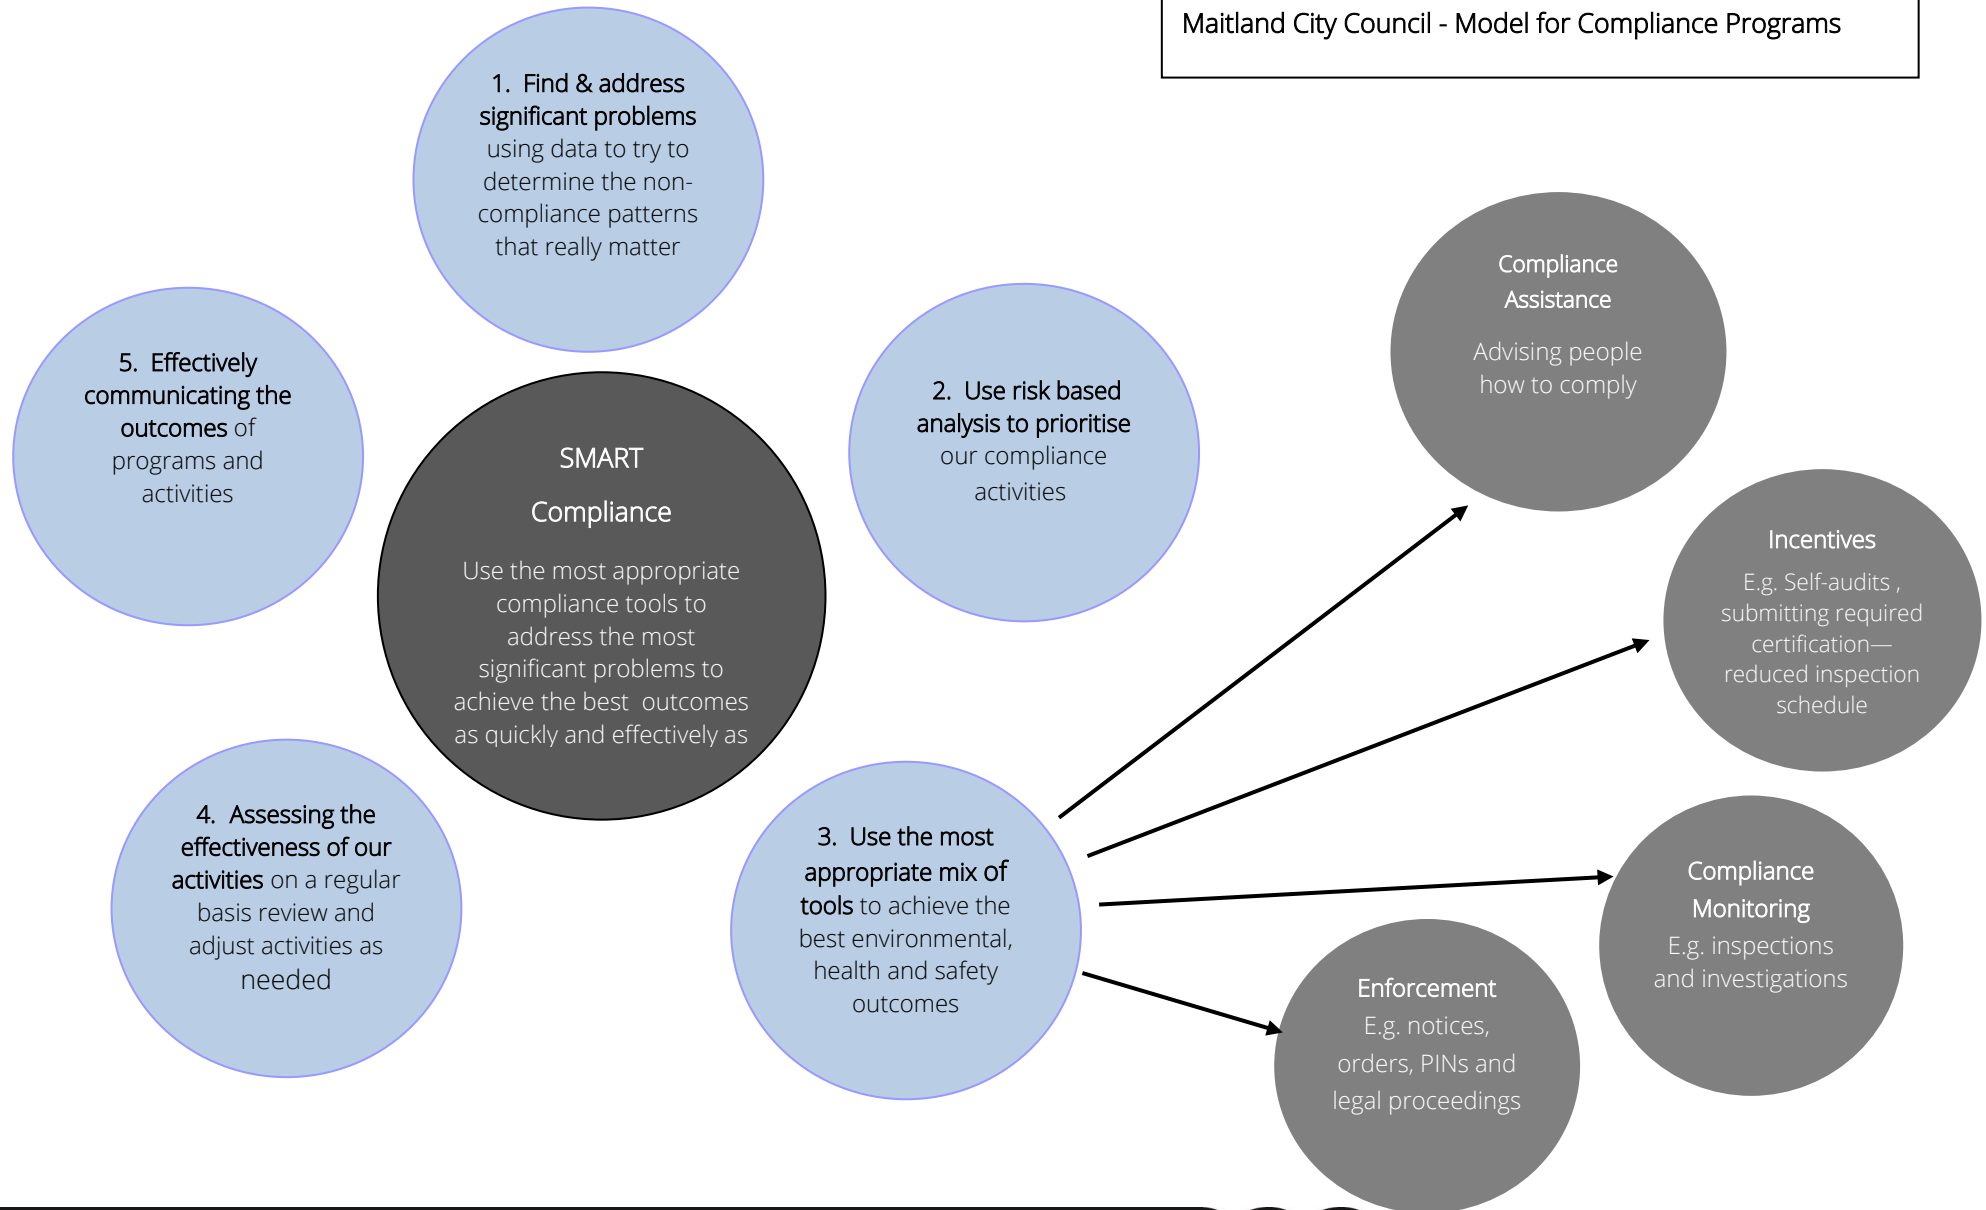 Maitland City Council - Model for Compliance Programs
1. Find & address
significant problems
using data to try to
determine the non-
compliance patterns
that really matter
2. Use risk based
analysis to prioritise
our compliance
activities
3. Use the most
appropriate mix of
tools to achieve the
best environmental,
health and safety
outcomes
4. Assessing the
effectiveness of our
activities on a regular
basis review and
adjust activities as
needed
5. Effectively
communicating the
outcomes of
programs and
activities
SMART
Compliance
Use the most appropriate
compliance tools to
address the most
significant problems to
achieve the best outcomes
as quickly and effectively as
Compliance
Assistance
Advising people
how to comply
Incentives
E.g. Self-audits ,
submitting required
certification—
reduced inspection
schedule
Compliance
Monitoring
E.g. inspections
and investigations
Enforcement
E.g. notices,
orders, PINs and
legal proceedings